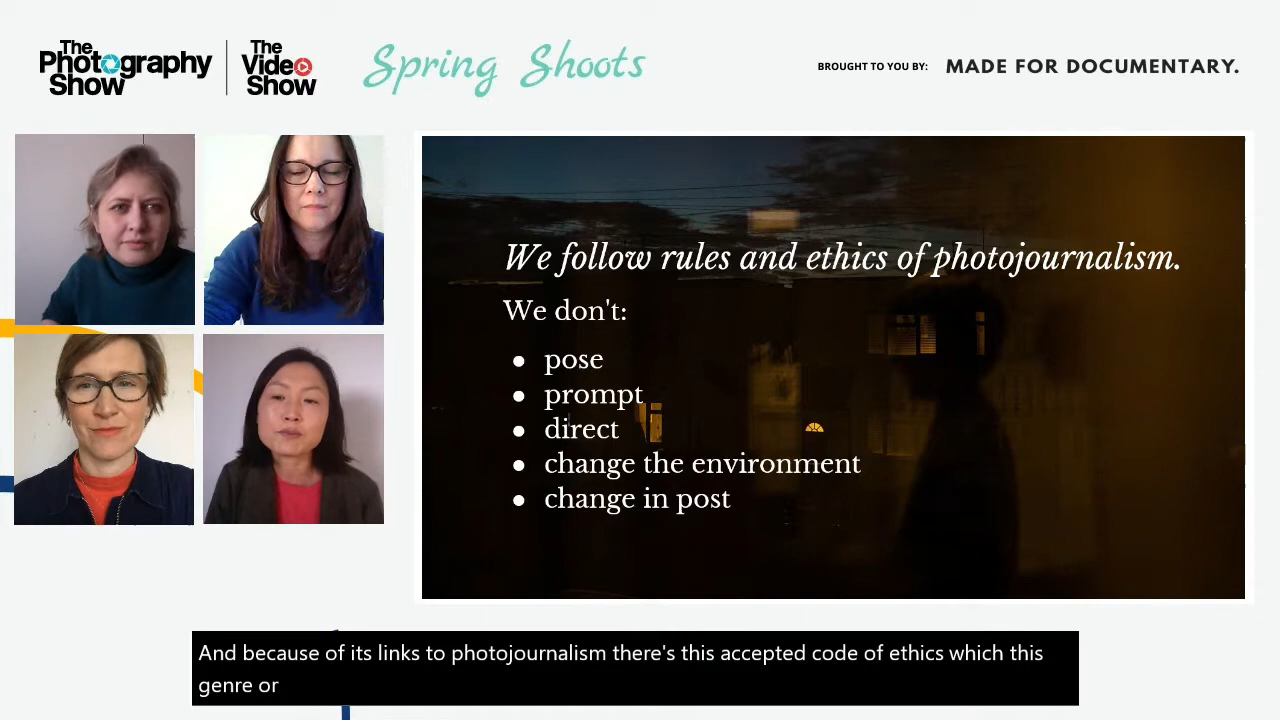 The
Photography
Show
The
Video
Show
Spring Shoots
BROUGHT TO YOU BY:
MADE FOR DOCUMENTARY.
We follow rules and ethics of photojournalism.
We don't:
● pose
● prompt
● direct
● change the environment
● change in post
And because of its links to photojournalism there's this accepted code of ethics which this
genre or